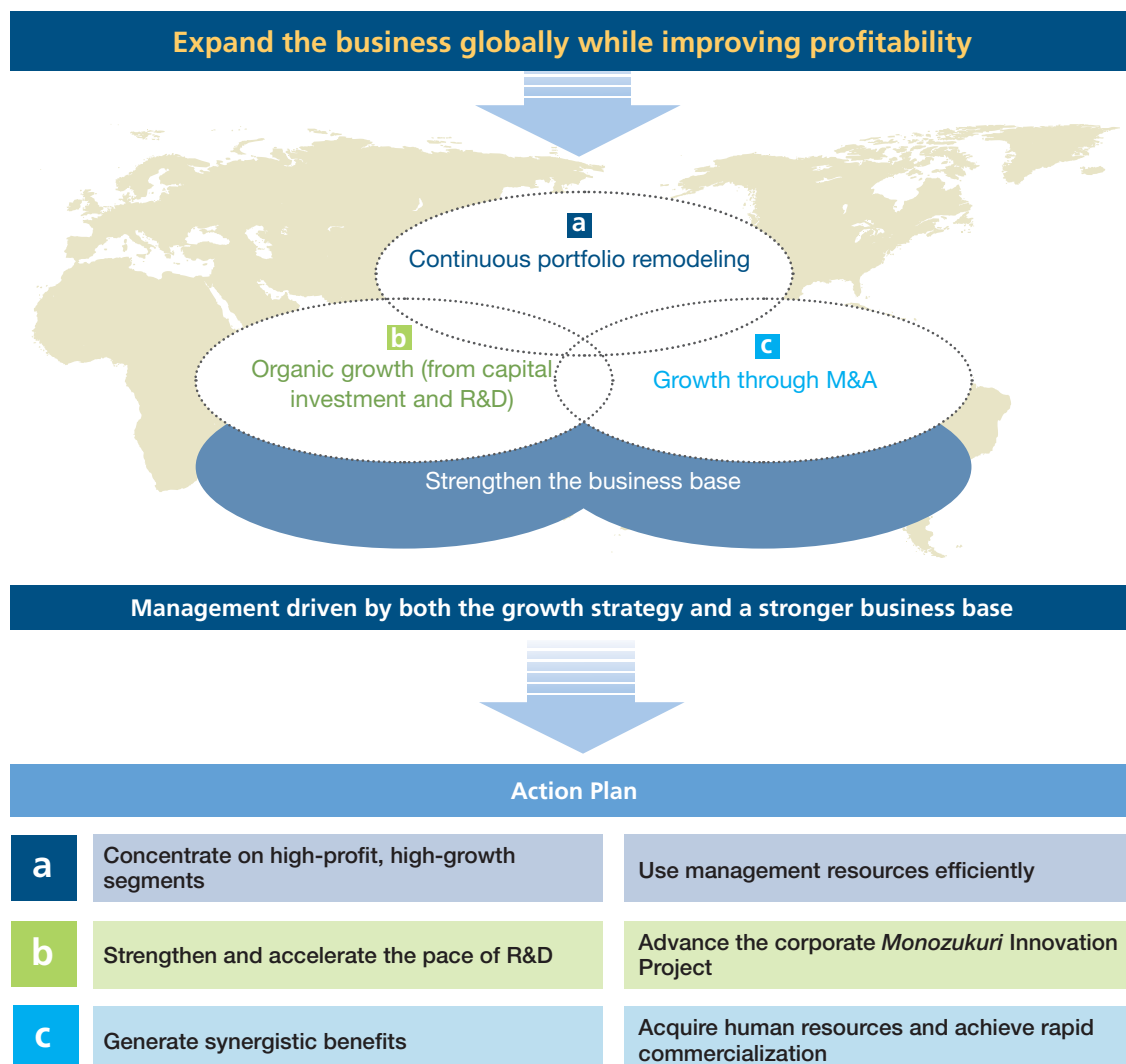 Expand the business globally while improving profitability
a
Continuous portfolio remodeling
b
Organic growth (from capital
investment and R&D)
c
Growth through M&A
Strengthen the business base
Management driven by both the growth strategy and a stronger business base
Action Plan
a
Concentrate on high-profit, high-growth
segments
Use management resources efficiently
b
Strengthen and accelerate the pace of R&D
Advance the corporate Monozukuri Innovation
Project
c
Generate synergistic benefits
Acquire human resources and achieve rapid
commercialization